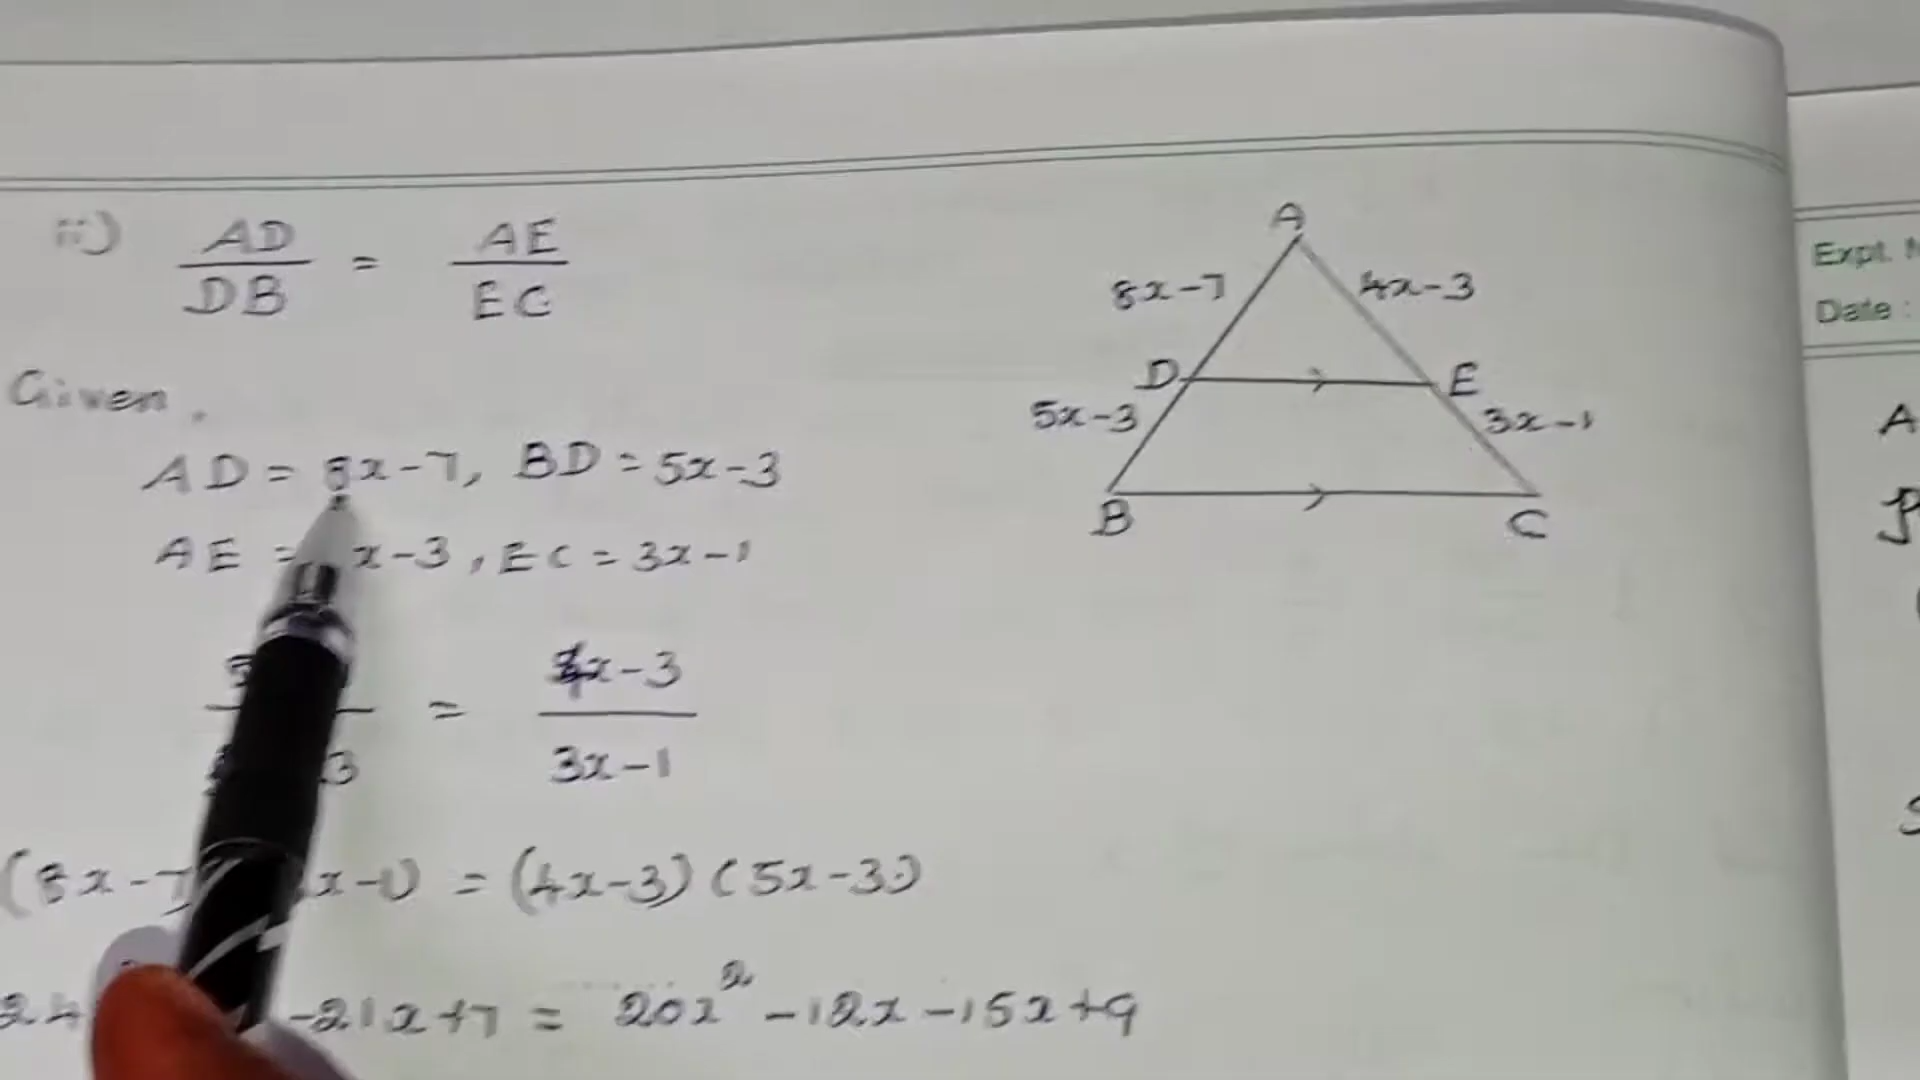 ii) AD / DB = AE / EC
A
8x-7 4x-3
D E
5x-3 3x-1
B C
Given,
AD = 8x-7, BD = 5x-3
AE = x-3, EC = 3x-1
= 4x-3 / 3x-1
(8x-7 x-1) = (4x-3) (5x-3)
24 -21x+7 = 20x² -12x -15x+9
Expt. N
Date :
A